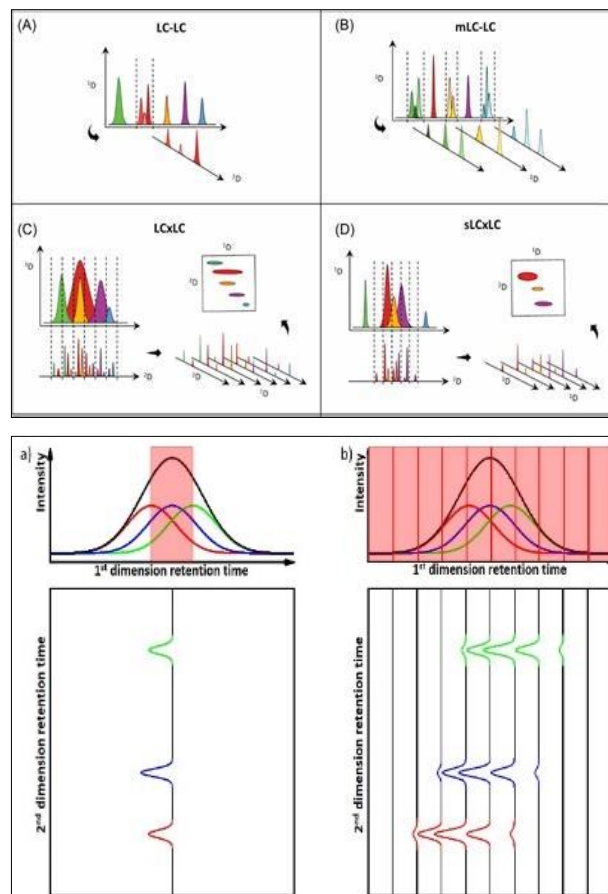 (A) LC-LC
¹D
²D
(B) mLC-LC
¹D
²D
(C) LCxLC
¹D
²D
²D
¹D
¹D
²D
(D) sLCxLC
¹D
²D
²D
¹D
¹D
²D
a)
Intensity
1st dimension retention time
2nd dimension retention time
b)
Intensity
1st dimension retention time
2nd dimension retention time